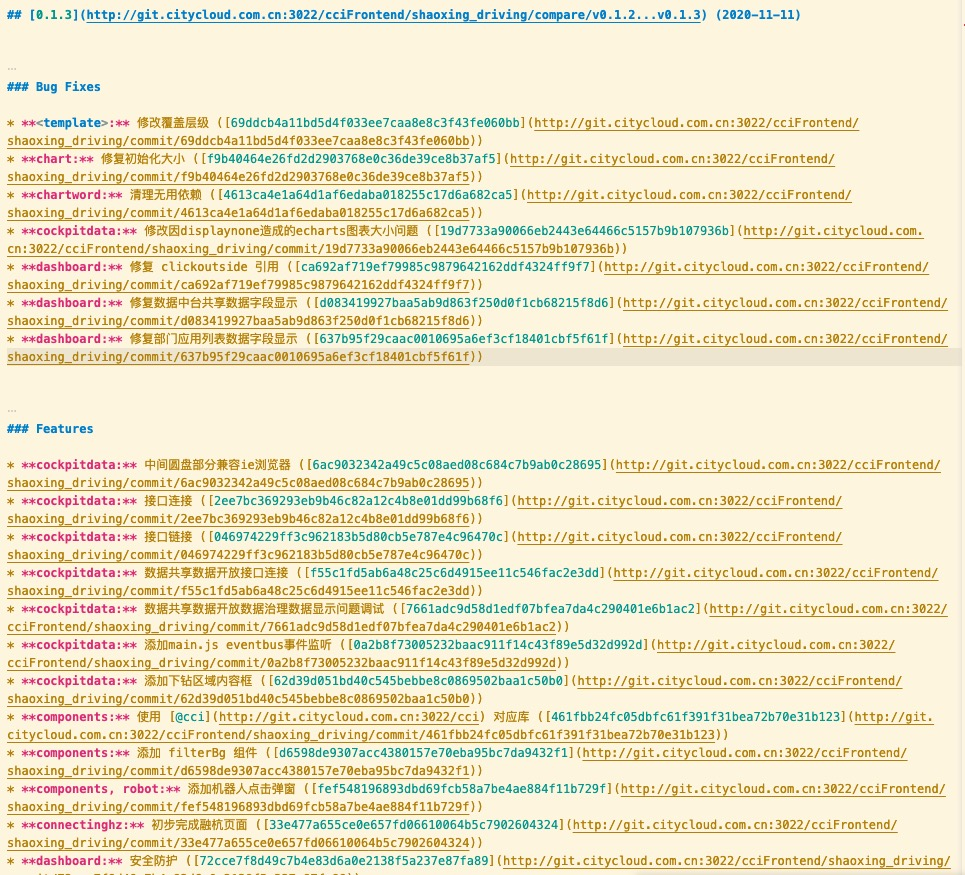 ## [0.1.3](http://git.citycloud.com.cn:3022/cciFrontend/shaoxing_driving/compare/v0.1.2...v0.1.3) (2020-11-11)
...
### Bug Fixes
* **<template>:** 修改覆盖层级 ([69ddcb4a11bd5d4f033ee7caa8e8c3f43fe060bb](http://git.citycloud.com.cn:3022/cciFrontend/
shaoxing_driving/commit/69ddcb4a11bd5d4f033ee7caa8e8c3f43fe060bb))
* **chart:** 修复初始化大小 ([f9b40464e26fd2d2903768e0c36de39ce8b37af5](http://git.citycloud.com.cn:3022/cciFrontend/
shaoxing_driving/commit/f9b40464e26fd2d2903768e0c36de39ce8b37af5))
* **chartword:** 清理无用依赖 ([4613ca4e1a64d1af6edaba018255c17d6a682ca5](http://git.citycloud.com.cn:3022/cciFrontend/
shaoxing_driving/commit/4613ca4e1a64d1af6edaba018255c17d6a682ca5))
* **cockpitdata:** 修改因displaynone造成的echarts图表大小问题 ([19d7733a90066eb2443e64466c5157b9b107936b](http://git.citycloud.com.
cn:3022/cciFrontend/shaoxing_driving/commit/19d7733a90066eb2443e64466c5157b9b107936b))
* **dashboard:** 修复 clickoutside 引用 ([ca692af719ef79985c9879642162ddf4324ff9f7](http://git.citycloud.com.cn:3022/cciFrontend/
shaoxing_driving/commit/ca692af719ef79985c9879642162ddf4324ff9f7))
* **dashboard:** 修复数据中台共享数据字段显示 ([d083419927baa5ab9d863f250d0f1cb68215f8d6](http://git.citycloud.com.cn:3022/cciFrontend/
shaoxing_driving/commit/d083419927baa5ab9d863f250d0f1cb68215f8d6))
* **dashboard:** 修复部门应用列表数据字段显示 ([637b95f29caac0010695a6ef3cf18401cbf5f61f](http://git.citycloud.com.cn:3022/cciFrontend/
shaoxing_driving/commit/637b95f29caac0010695a6ef3cf18401cbf5f61f))
...
### Features
* **cockpitdata:** 中间圆盘部分兼容ie浏览器 ([6ac9032342a49c5c08aed08c684c7b9ab0c28695](http://git.citycloud.com.cn:3022/cciFrontend/
shaoxing_driving/commit/6ac9032342a49c5c08aed08c684c7b9ab0c28695))
* **cockpitdata:** 接口连接 ([2ee7bc369293eb9b46c82a12c4b8e01dd99b68f6](http://git.citycloud.com.cn:3022/cciFrontend/
shaoxing_driving/commit/2ee7bc369293eb9b46c82a12c4b8e01dd99b68f6))
* **cockpitdata:** 接口链接 ([046974229ff3c962183b5d80cb5e787e4c96470c](http://git.citycloud.com.cn:3022/cciFrontend/
shaoxing_driving/commit/046974229ff3c962183b5d80cb5e787e4c96470c))
* **cockpitdata:** 数据共享数据开放接口连接 ([f55c1fd5ab6a48c25c6d4915ee11c546fac2e3dd](http://git.citycloud.com.cn:3022/cciFrontend/
shaoxing_driving/commit/f55c1fd5ab6a48c25c6d4915ee11c546fac2e3dd))
* **cockpitdata:** 数据共享数据开放数据治理数据显示问题调试 ([7661adc9d58d1edf07bfea7da4c290401e6b1ac2](http://git.citycloud.com.cn:3022/
cciFrontend/shaoxing_driving/commit/7661adc9d58d1edf07bfea7da4c290401e6b1ac2))
* **cockpitdata:** 添加main.js eventbus事件监听 ([0a2b8f73005232baac911f14c43f89e5d32d992d](http://git.citycloud.com.cn:3022/
cciFrontend/shaoxing_driving/commit/0a2b8f73005232baac911f14c43f89e5d32d992d))
* **cockpitdata:** 添加下钻区域内容框 ([62d39d051bd40c545bebbe8c0869502baa1c50b0](http://git.citycloud.com.cn:3022/cciFrontend/
shaoxing_driving/commit/62d39d051bd40c545bebbe8c0869502baa1c50b0))
* **components:** 使用 [@cci](http://git.citycloud.com.cn:3022/cci) 对应库 ([461fbb24fc05dbfc61f391f31bea72b70e31b123](http://git.
citycloud.com.cn:3022/cciFrontend/shaoxing_driving/commit/461fbb24fc05dbfc61f391f31bea72b70e31b123))
* **components:** 添加 filterBg 组件 ([d6598de9307acc4380157e70eba95bc7da9432f1](http://git.citycloud.com.cn:3022/cciFrontend/
shaoxing_driving/commit/d6598de9307acc4380157e70eba95bc7da9432f1))
* **components, robot:** 添加机器人点击弹窗 ([fef548196893dbd69fcb58a7be4ae884f11b729f](http://git.citycloud.com.cn:3022/cciFrontend/
shaoxing_driving/commit/fef548196893dbd69fcb58a7be4ae884f11b729f))
* **connectinghz:** 初步完成融杭页面 ([33e477a655ce0e657fd06610064b5c7902604324](http://git.citycloud.com.cn:3022/cciFrontend/
shaoxing_driving/commit/33e477a655ce0e657fd06610064b5c7902604324))
* **dashboard:** 安全防护 ([72cce7f8d49c7b4e83d6a0e2138f5a237e87fa89](http://git.citycloud.com.cn:3022/cciFrontend/shaoxing_driving/